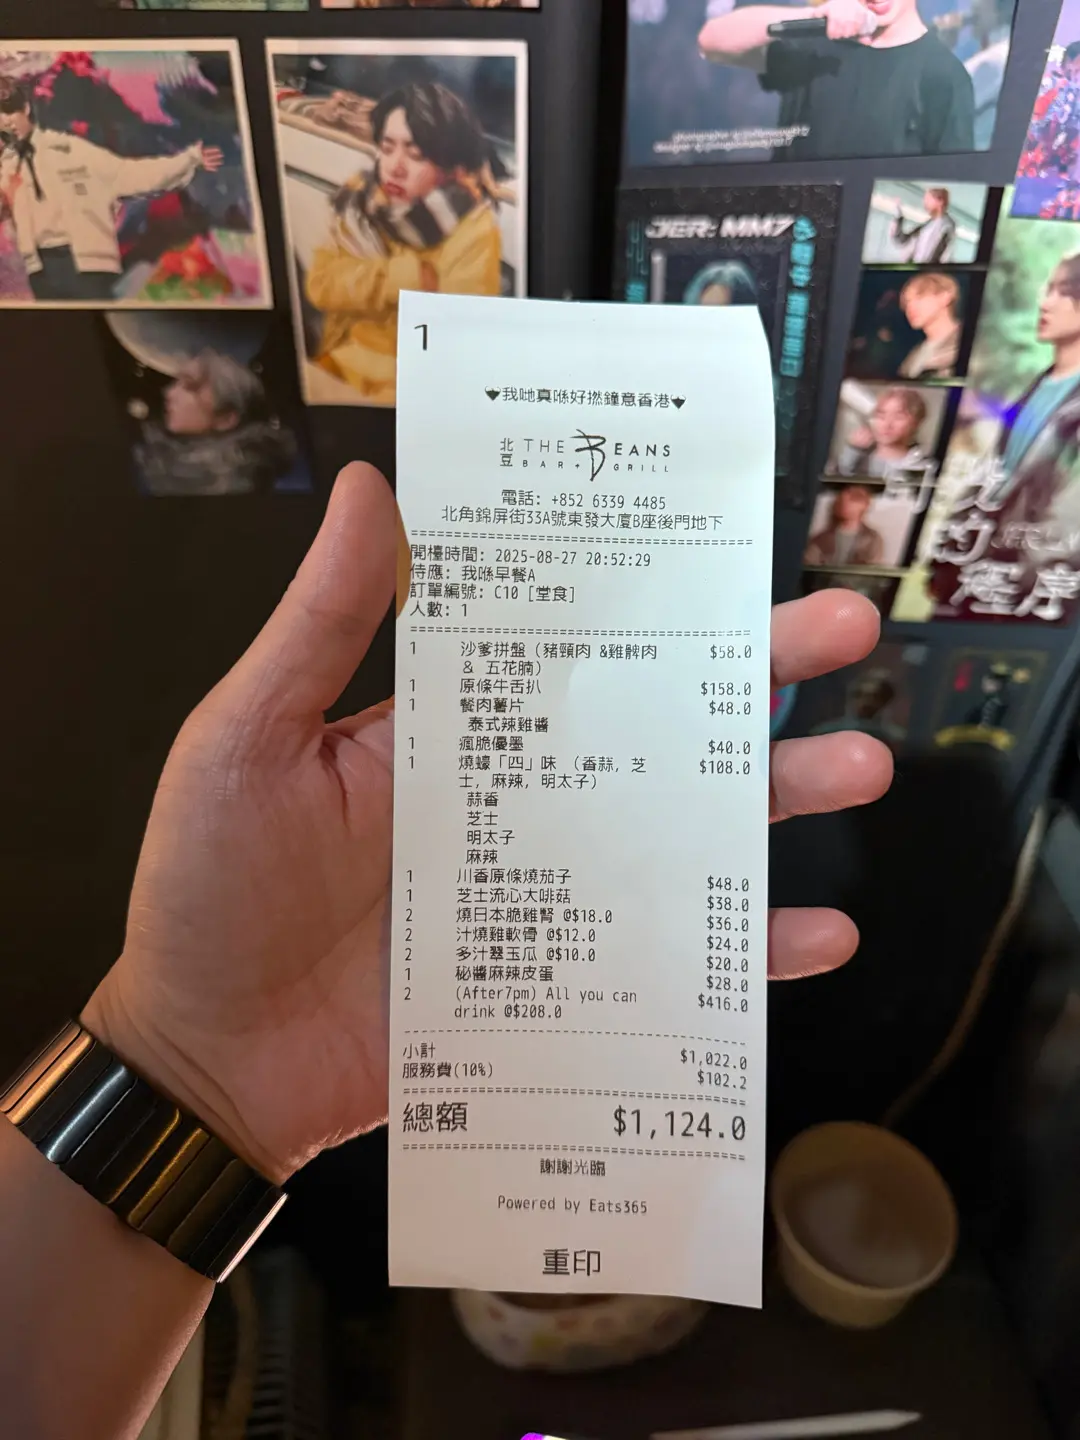 photographer
designer
JER: MMZ
1
我哋真喺好撚鐘意香港
北豆 THE BEANS
BAR + GRILL
電話: +852 6339 4485
北角錦屏街33A號東發大廈B座後門地下
開檯時間: 2025-08-27 20:52:29
侍應: 我喺早餐A
訂單編號: C10 [堂食]
人數: 1
1 沙爹拼盤 (豬頸肉 &雞髀肉 $58.0
& 五花腩)
1 原條牛舌扒 $158.0
1 餐肉薯片 $48.0
泰式辣雞醬
1 瘋脆優墨 $40.0
1 燒蠔「四」味 (香蒜, 芝 $108.0
士, 麻辣, 明太子)
蒜香
芝士
明太子
麻辣
1 川香原條燒茄子 $48.0
1 芝士流心大啡菇 $38.0
2 燒日本脆雞腎 @$18.0 $36.0
2 汁燒雞軟骨 @$12.0 $24.0
2 多汁翠玉瓜 @$10.0 $20.0
1 秘醬麻辣皮蛋 $28.0
2 (After7pm) All you can $416.0
drink @$208.0
小計 $1,022.0
服務費(10%) $102.2
總額 $1,124.0
謝謝光臨
Powered by Eats365
重印
的
程序